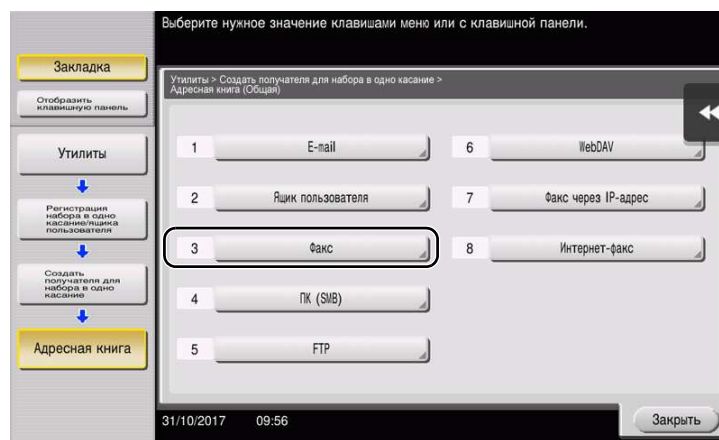 Выберите нужное значение клавишами меню или с клавишной панели.
Закладка
Отобразить
клавишную панель
Утилиты
Регистрация
набора в одно
касание/ящика
пользователя
Создать
получателя для
набора в одно
касание
Адресная книга
Утилиты > Создать получателя для набора в одно касание >
Адресная книга (Общая)
1 E-mail
2 Ящик пользователя
3 Факс
4 ПК (SMB)
5 FTP
6 WebDAV
7 Факс через IP-адрес
8 Интернет-факс
31/10/2017 09:56
Закрыть